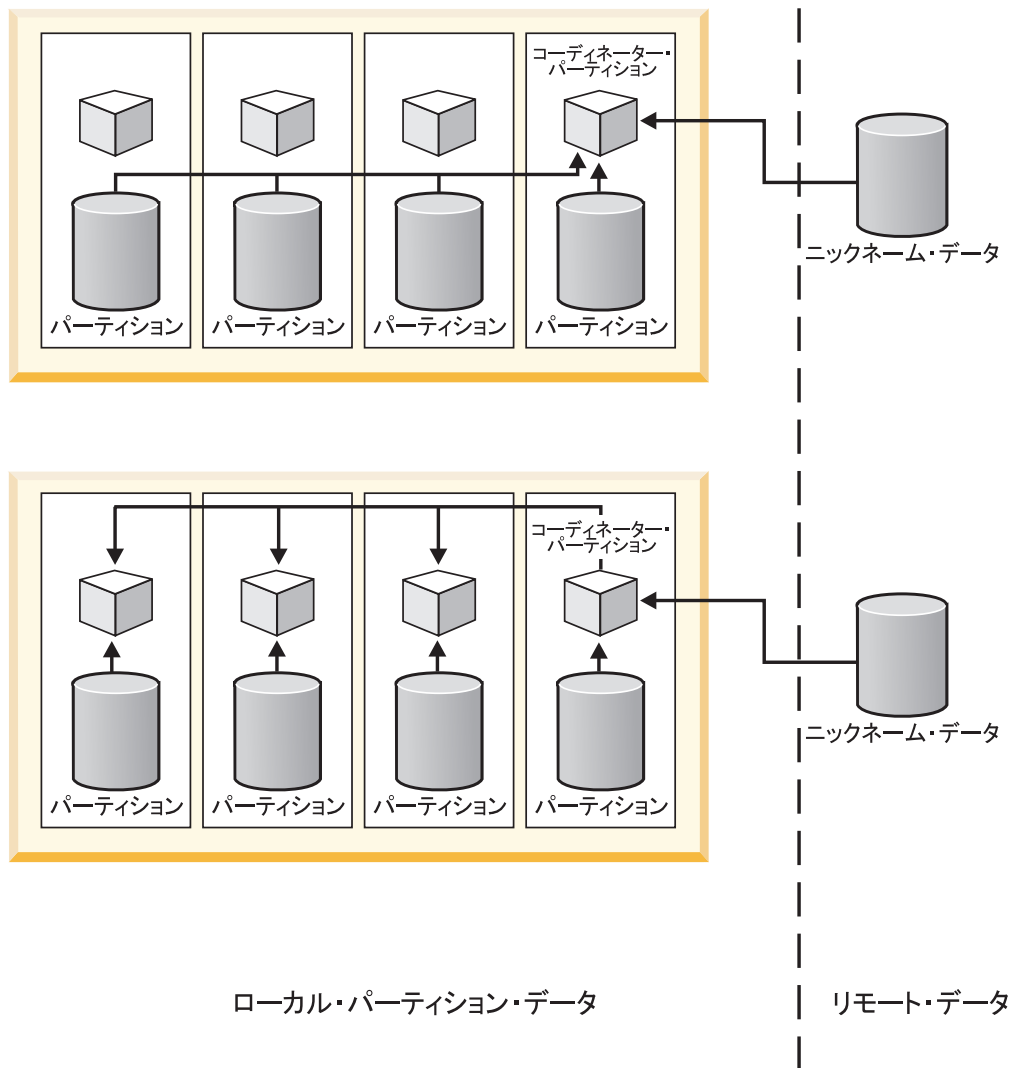 コーディネーター・
パーティション
パーティション
パーティション
パーティション
パーティション
ニックネーム・データ
コーディネーター・
パーティション
パーティション
パーティション
パーティション
パーティション
ニックネーム・データ
ローカル・パーティション・データ
リモート・データ